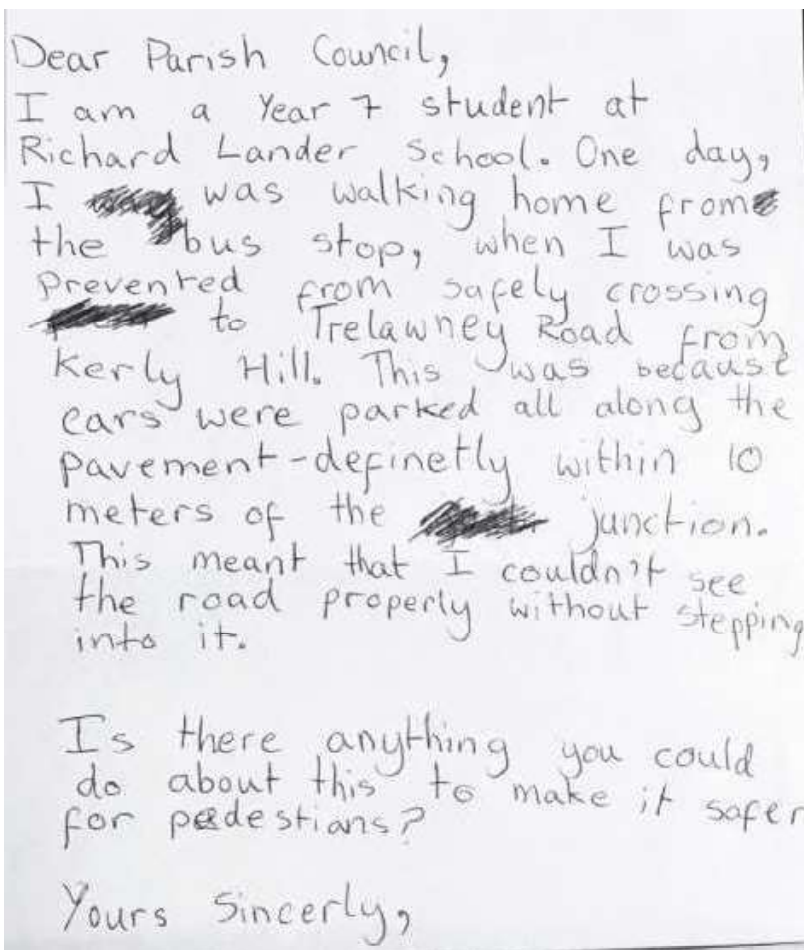 Dear Parish Council,
I am a Year 7 student at
Richard Lander School. One day,
I was walking home from
the bus stop, when I was
prevented from safely crossing
to Trelawney Road from
Kerly Hill. This was because
cars were parked all along the
pavement-definetly within 10
meters of the junction.
This meant that I couldn't see
the road properly without stepping
into it.
Is there anything you could
do about this to make it safer
for pedestians?
Yours Sincerly,